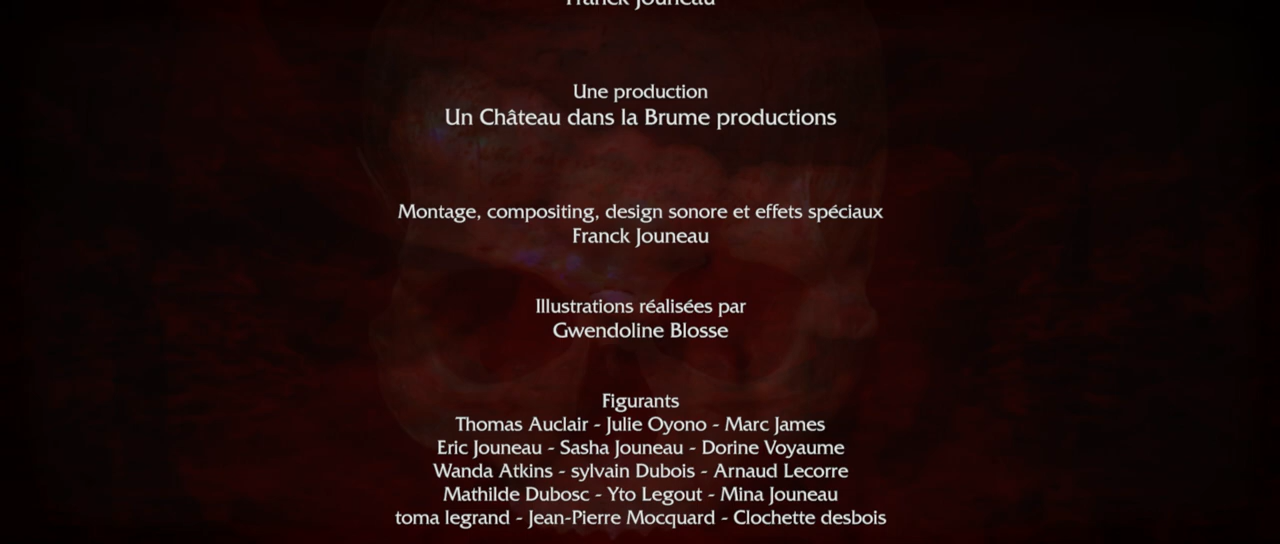 Franck Jouneau
Une production
Un Château dans la Brume productions
Montage, compositing, design sonore et effets spéciaux
Franck Jouneau
Illustrations réalisées par
Gwendoline Blosse
Figurants
Thomas Auclair - Julie Oyono - Marc James
Eric Jouneau - Sasha Jouneau - Dorine Voyaume
Wanda Atkins - sylvain Dubois - Arnaud Lecorre
Mathilde Dubosc - Yto Legout - Mina Jouneau
toma legrand - Jean-Pierre Mocquard - Clochette desbois